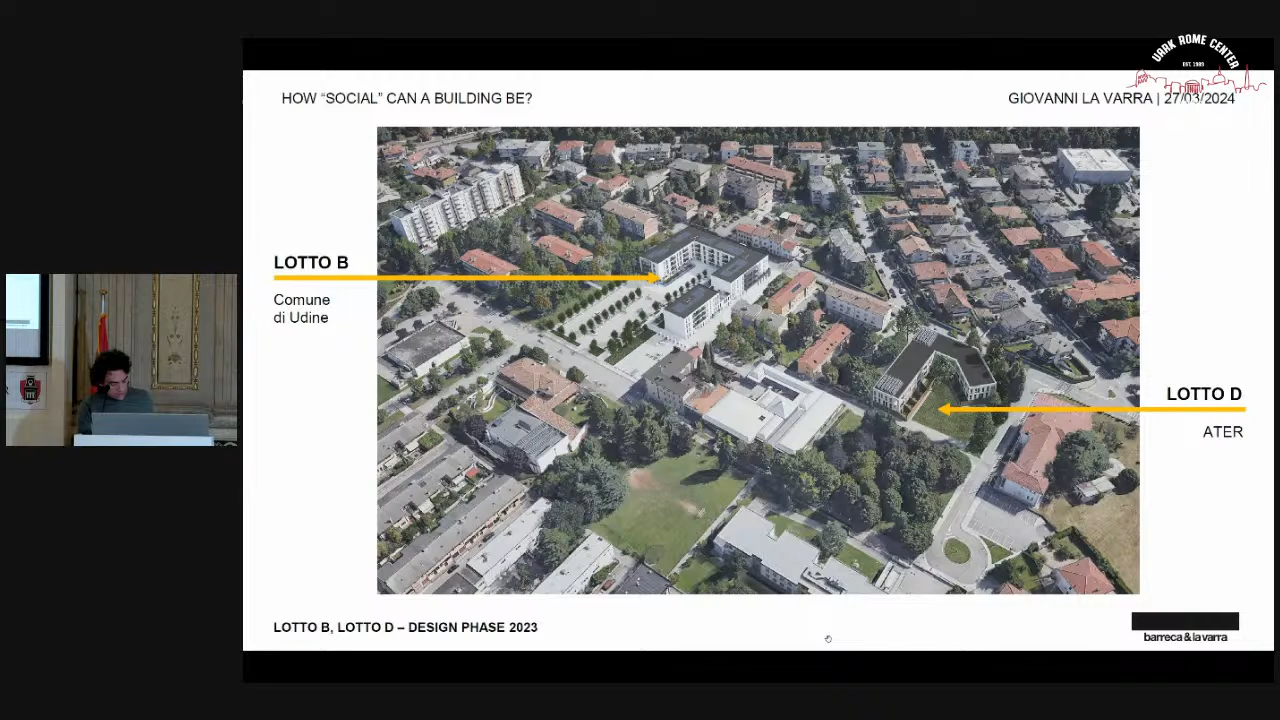 UARK ROME CENTER
EST. 1989
HOW “SOCIAL” CAN A BUILDING BE?
GIOVANNI LA VARRA | 27/03/2024
LOTTO B
Comune
di Udine
LOTTO D
ATER
LOTTO B, LOTTO D – DESIGN PHASE 2023
barreca & la varra